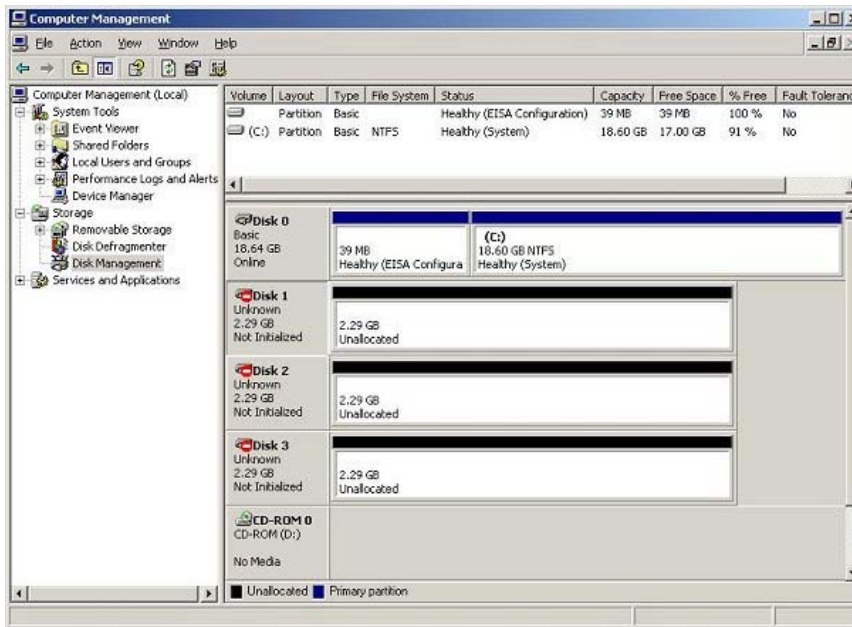 Computer Management
File Action View Window Help
Computer Management (Local)
System Tools
Event Viewer
Shared Folders
Local Users and Groups
Performance Logs and Alerts
Device Manager
Storage
Removable Storage
Disk Defragmenter
Disk Management
Services and Applications
Volume Layout Type File System Status Capacity Free Space % Free Fault Toleranc
Partition Basic Healthy (EISA Configuration) 39 MB 39 MB 100 % No
(C:) Partition Basic NTFS Healthy (System) 18.60 GB 17.00 GB 91 % No
Disk 0
Basic
18.64 GB
Online
39 MB
Healthy (EISA Configura
(C:)
18.60 GB NTFS
Healthy (System)
Disk 1
Unknown
2.29 GB
Not Initialized
2.29 GB
Unallocated
Disk 2
Unknown
2.29 GB
Not Initialized
2.29 GB
Unallocated
Disk 3
Unknown
2.29 GB
Not Initialized
2.29 GB
Unallocated
CD-ROM 0
CD-ROM (D:)
No Media
Unallocated Primary partition